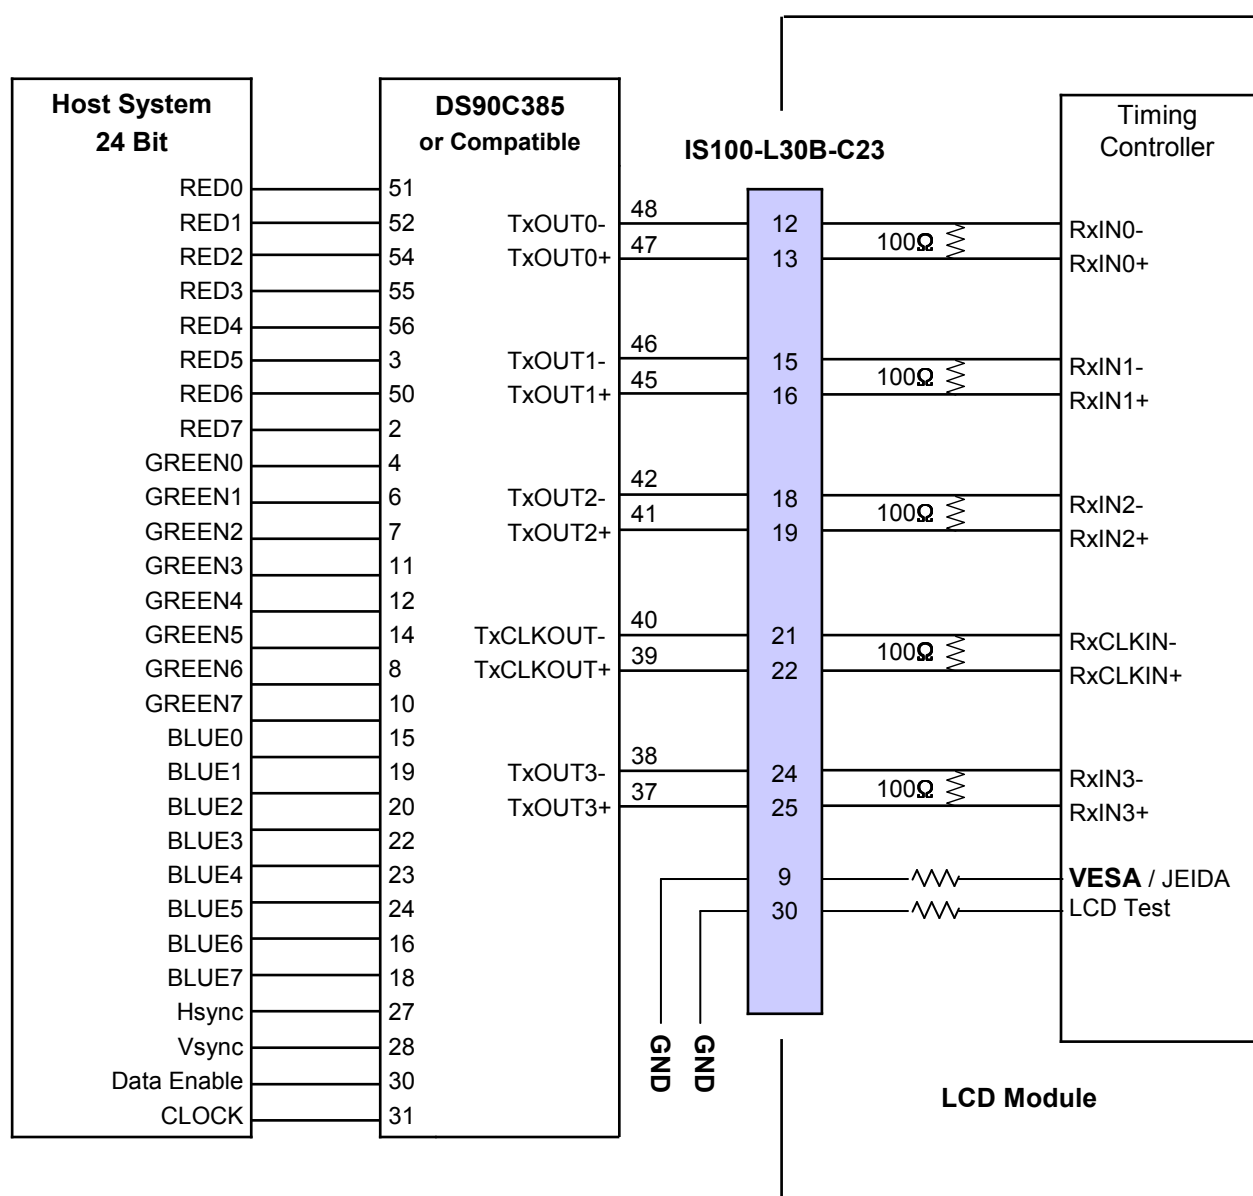 Host System
24 Bit
RED0
RED1
RED2
RED3
RED4
RED5
RED6
RED7
GREEN0
GREEN1
GREEN2
GREEN3
GREEN4
GREEN5
GREEN6
GREEN7
BLUE0
BLUE1
BLUE2
BLUE3
BLUE4
BLUE5
BLUE6
BLUE7
Hsync
Vsync
Data Enable
CLOCK
DS90C385
or Compatible
51
52
54
55
56
3
50
2
4
6
7
11
12
14
8
10
15
19
20
22
23
24
16
18
27
28
30
31
TxOUT0-
TxOUT0+
TxOUT1-
TxOUT1+
TxOUT2-
TxOUT2+
TxCLKOUT-
TxCLKOUT+
TxOUT3-
TxOUT3+
48
47
46
45
42
41
40
39
38
37
GND
GND
IS100-L30B-C23
12
13
15
16
18
19
21
22
24
25
9
30
100Ω
100Ω
100Ω
100Ω
100Ω
Timing
Controller
RxIN0-
RxIN0+
RxIN1-
RxIN1+
RxIN2-
RxIN2+
RxCLKIN-
RxCLKIN+
RxIN3-
RxIN3+
VESA / JEIDA
LCD Test
LCD Module